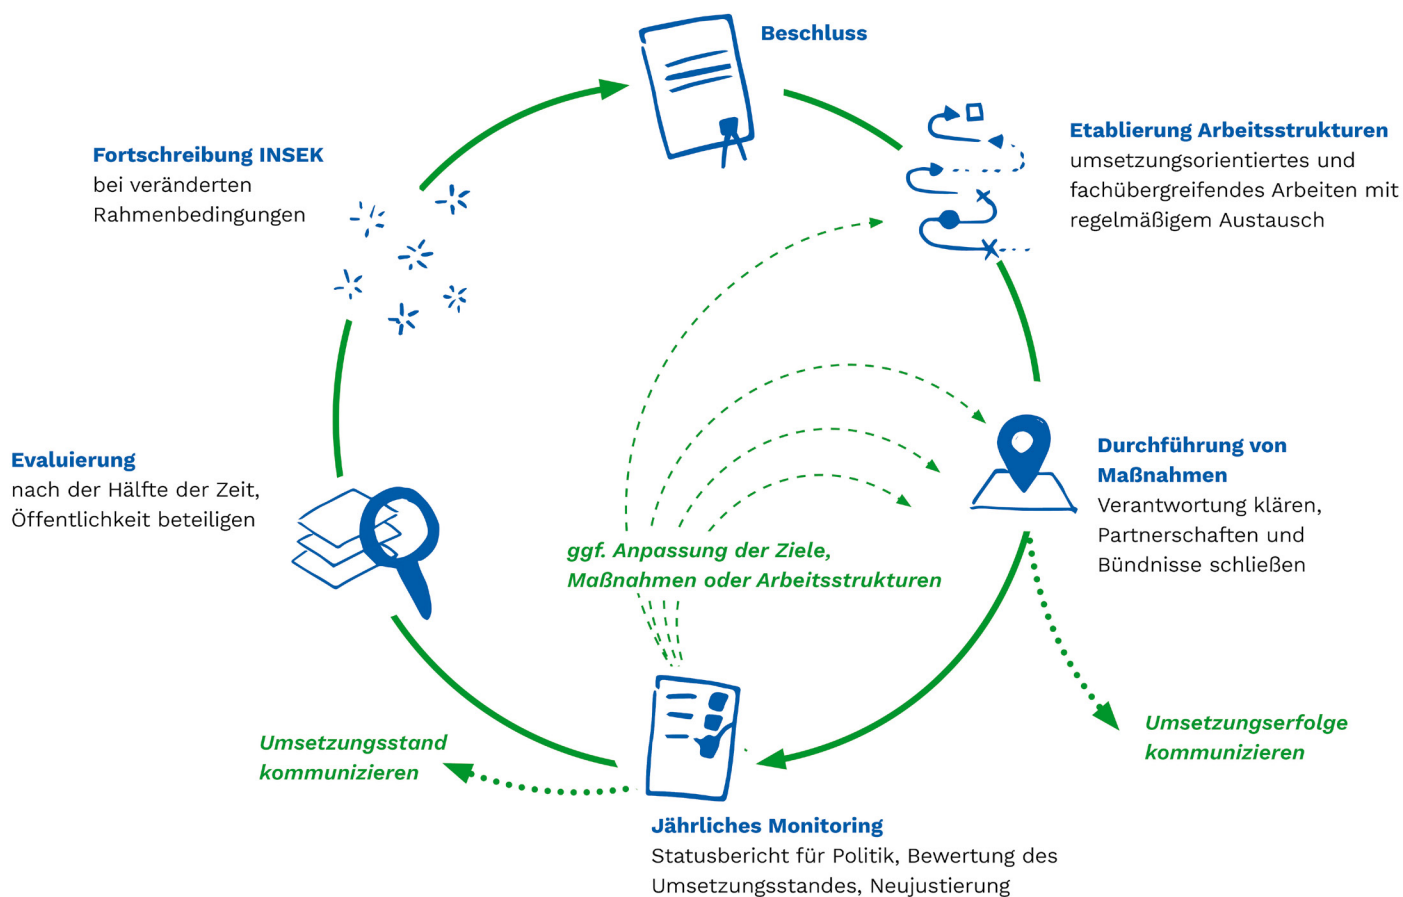 Beschluss
Etablierung Arbeitsstrukturen
umsetzungsorientiertes und
fachübergreifendes Arbeiten mit
regelmäßigem Austausch
Durchführung von
Maßnahmen
Verantwortung klären,
Partnerschaften und
Bündnisse schließen
Umsetzungserfolge
kommunizieren
ggf. Anpassung der Ziele,
Maßnahmen oder Arbeitsstrukturen
Jährliches Monitoring
Statusbericht für Politik, Bewertung des
Umsetzungsstandes, Neujustierung
Umsetzungsstand
kommunizieren
Evaluierung
nach der Hälfte der Zeit,
Öffentlichkeit beteiligen
Fortschreibung INSEK
bei veränderten
Rahmenbedingungen